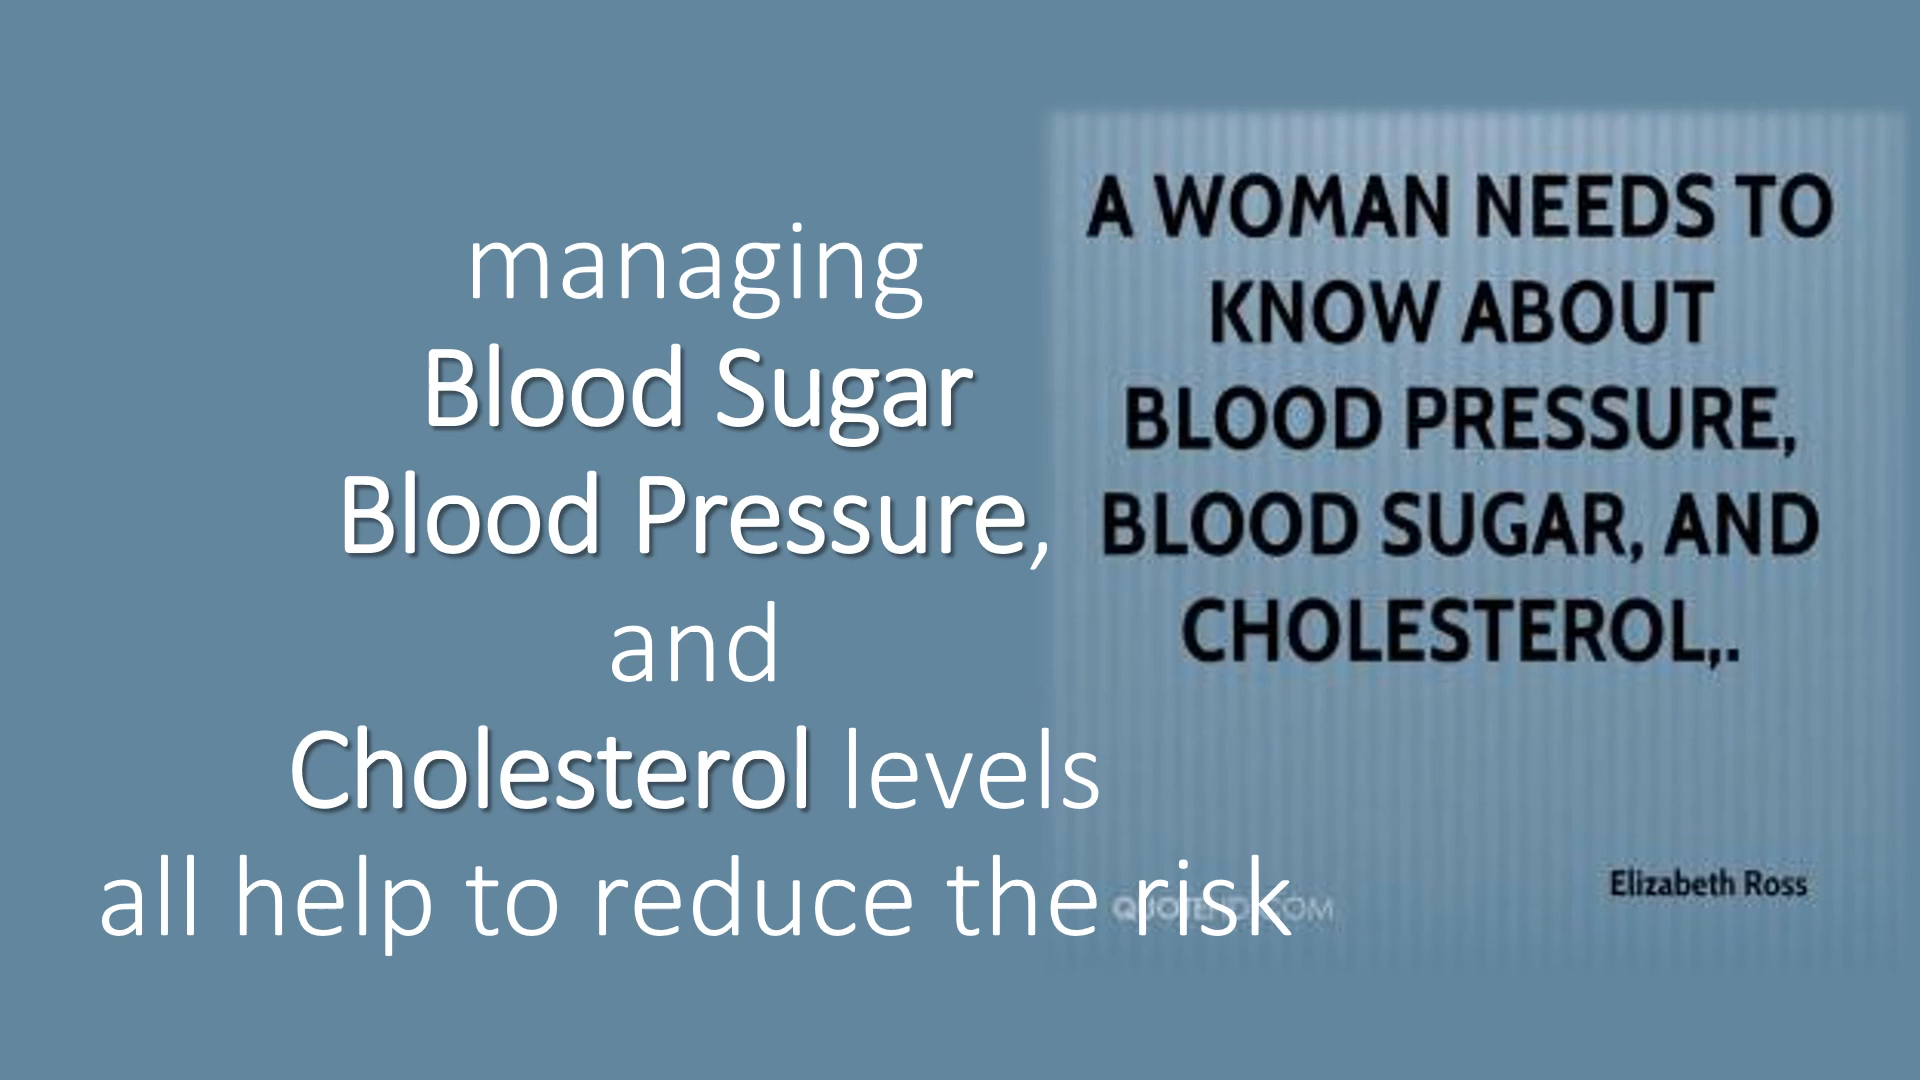 managing
Blood Sugar
Blood Pressure,
and
Cholesterol levels
all help to reduce the risk
A WOMAN NEEDS TO
KNOW ABOUT
BLOOD PRESSURE,
BLOOD SUGAR, AND
CHOLESTEROL,.
Elizabeth Ross